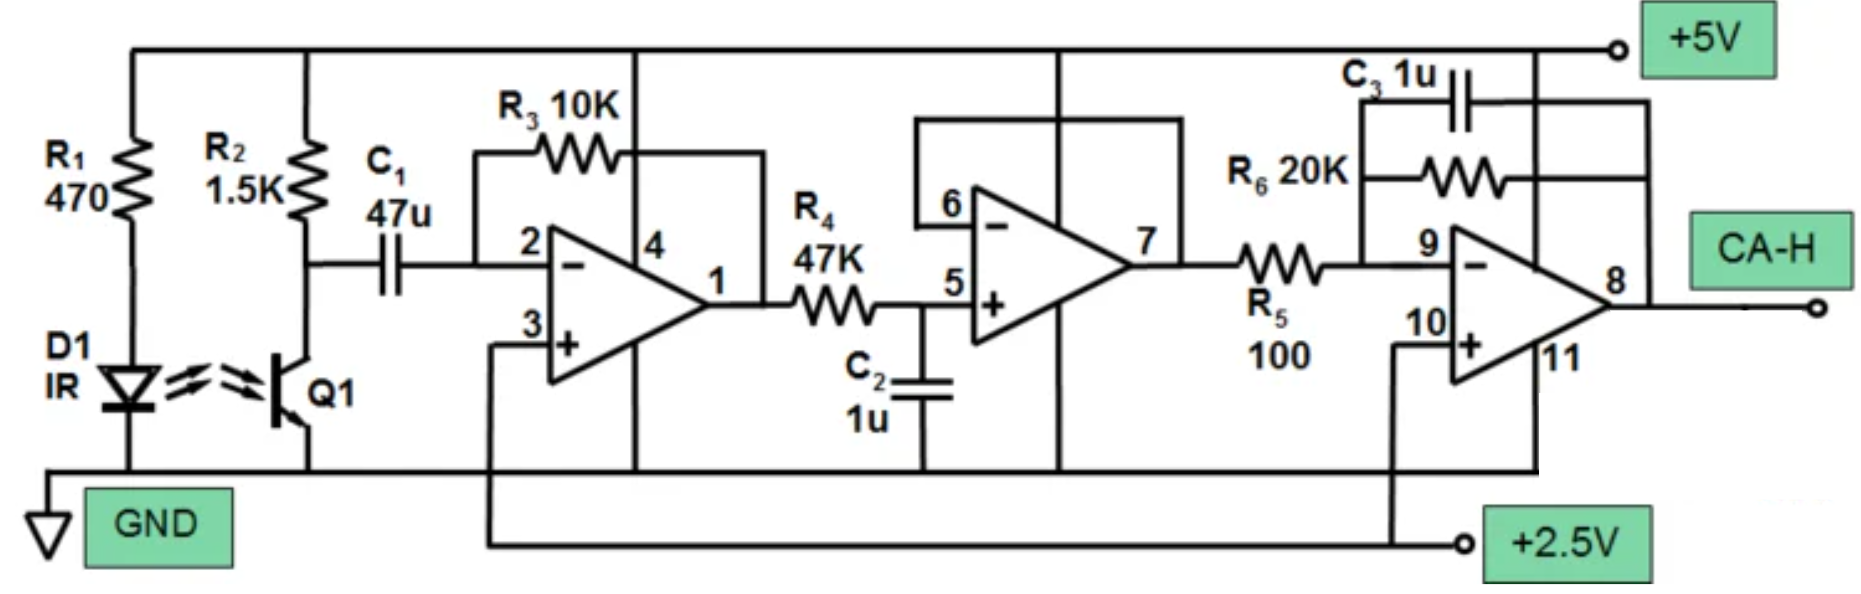 +5V
C3 1u
R3 10K
R1
470
R2
1.5K
C1
47u
R4
47K
R6 20K
2
-
4
1
3
+
6
-
7
5
+
9
-
8
10
+
11
CA-H
R5
100
D1
IR
Q1
C2
1u
GND
+2.5V